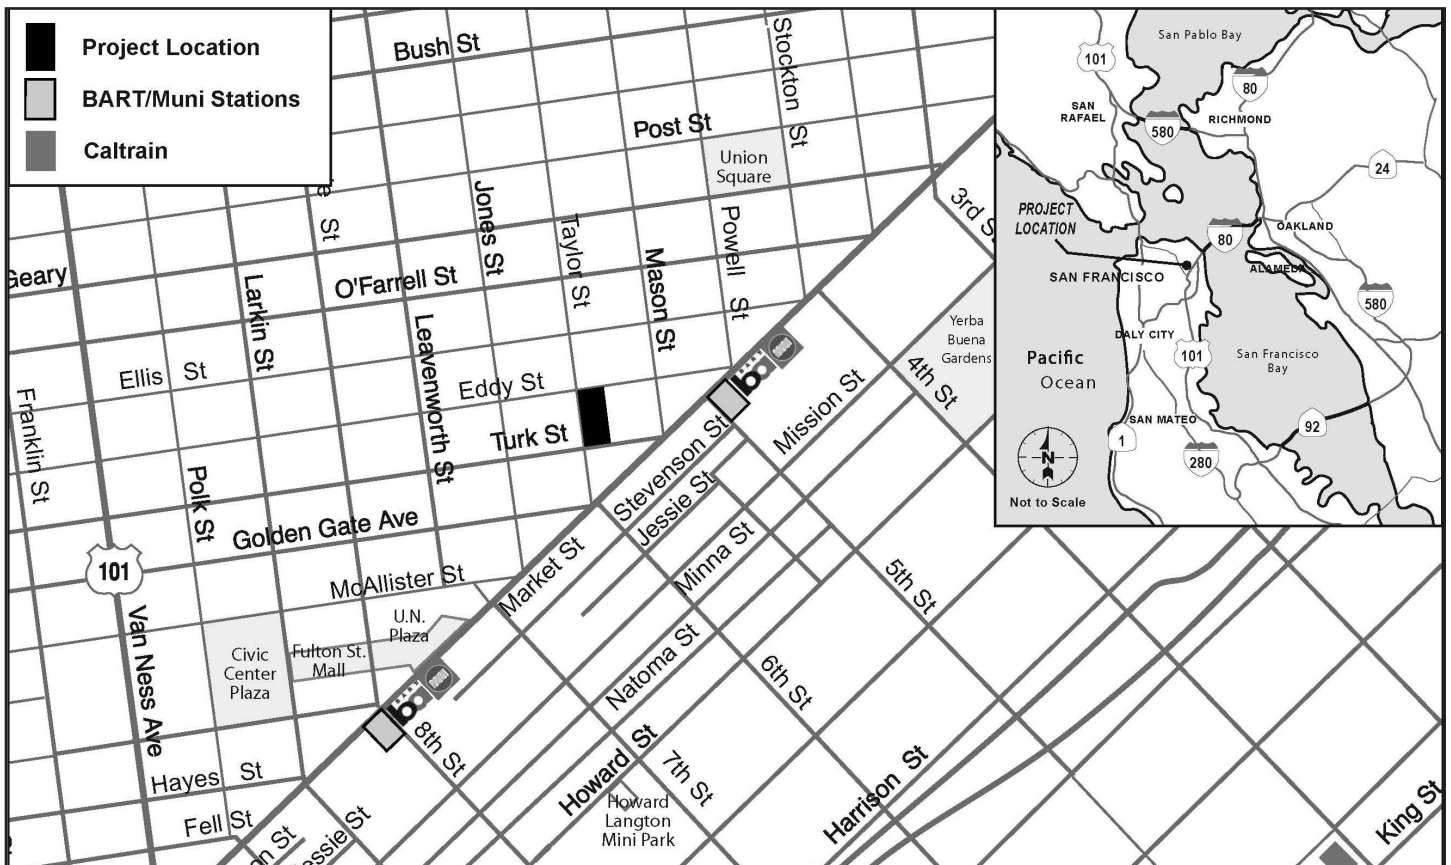 Project Location
BART/Muni Stations
Caltrain
Bush St
Stockton St
Post St
Union
Square
St
Jones St
Taylor St
Powell St
Mason St
3rd St
Geary
O'Farrell St
Larkin St
Leavenworth St
Ellis St
Eddy St
Turk St
Franklin St
Polk St
Golden Gate Ave
101
McAllister St
Van Ness Ave
U.N.
Plaza
Fulton St.
Mall
Civic
Center
Plaza
Hayes St
Fell St
Yerba
Buena
Gardens
4th St
Mission St
Stevenson St
Jessie St
Minna St
Market St
5th St
Natoma St
6th St
8th St
Howard St
7th St
Howard
Langton
Mini Park
Harrison St
King St
on St
essie St
San Pablo Bay
101
80
SAN
RAFAEL
580
RICHMOND
24
PROJECT
LOCATION
80
OAKLAND
SAN FRANCISCO
ALAMEDA
580
DALY CITY
101
San Francisco
Bay
Pacific
Ocean
SAN MATEO
92
1
280
N
Not to Scale